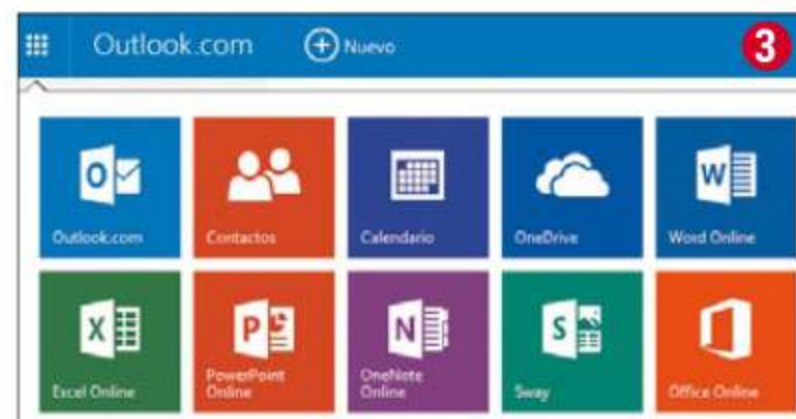 Outlook.com
Nuevo
3
Outlook.com
Contactos
Calendario
OneDrive
Word Online
Excel Online
PowerPoint
Online
OneNote
Online
Sway
Office Online